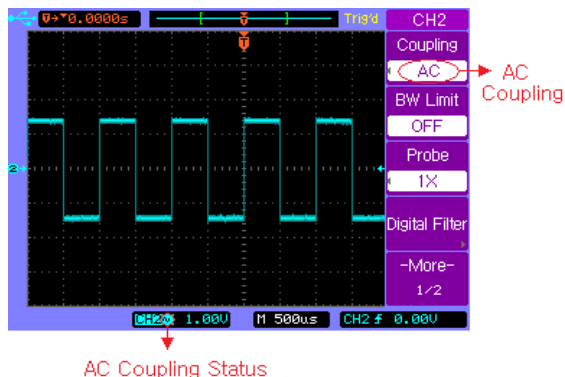 →▼0.0000s
T
Trig'd
CH2
T
Coupling
AC
AC Coupling
BW Limit
OFF
Probe
1X
2
Digital Filter
-More-
1/2
CH2 1.00V
M 500us
CH2 0.00V
AC Coupling Status